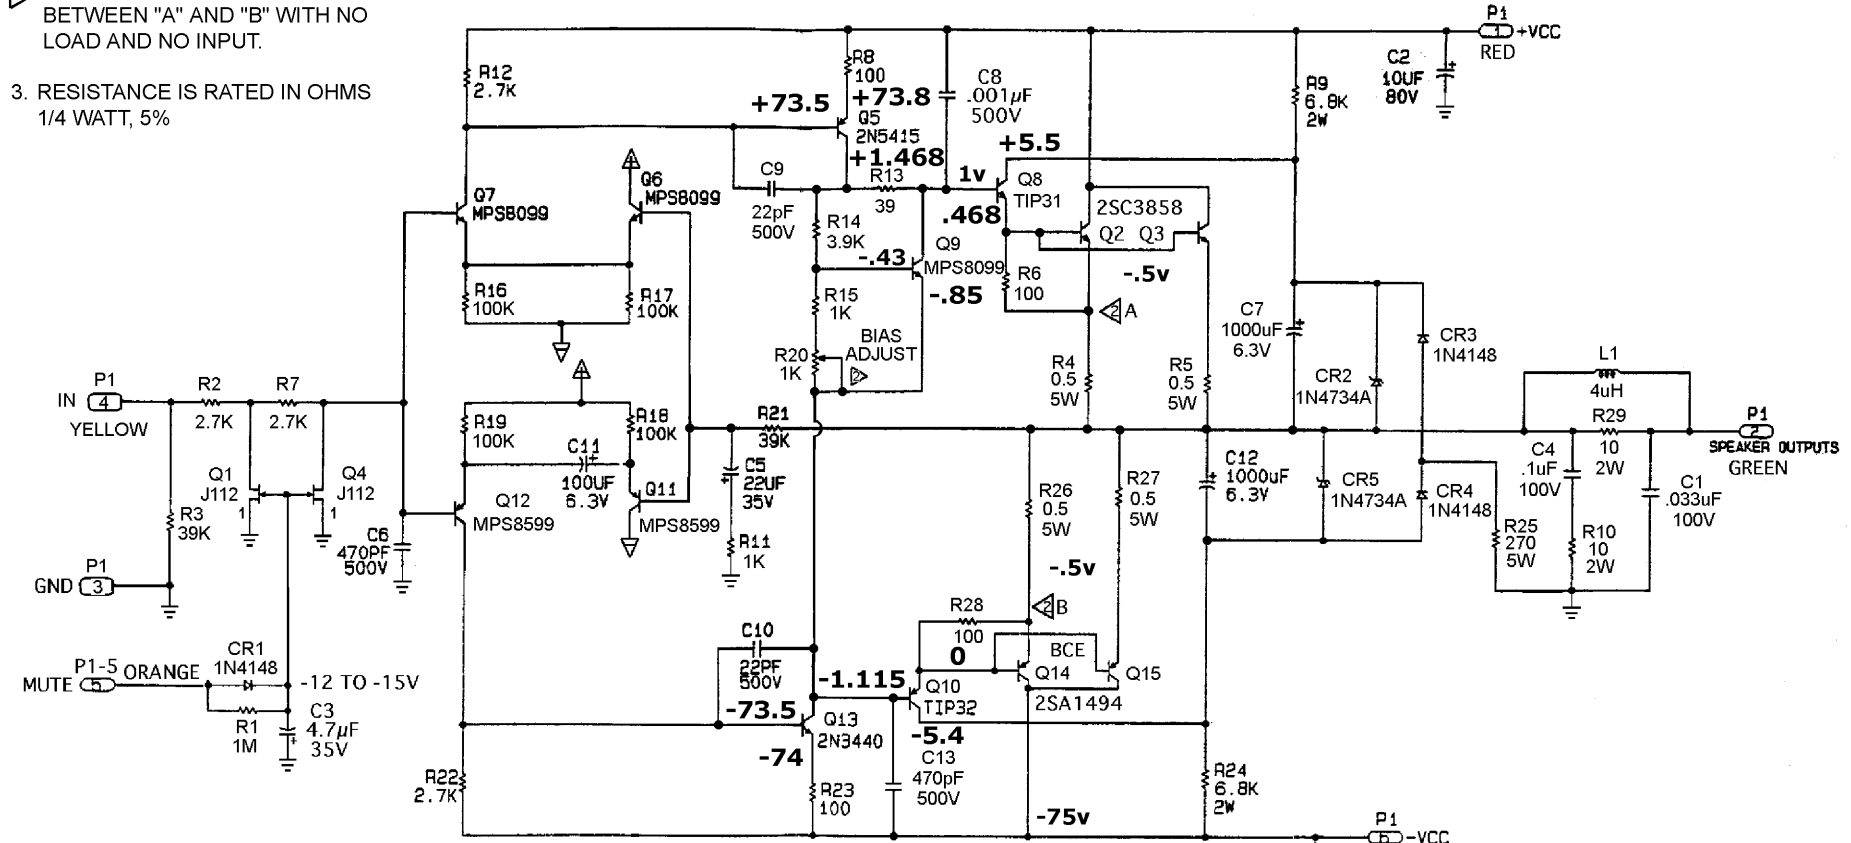 BETWEEN "A" AND "B" WITH NO
LOAD AND NO INPUT.
3. RESISTANCE IS RATED IN OHMS
1/4 WATT, 5%
P1
1
+VCC
RED
C2
10UF
80V
R12
2.7K
R8
100
+73.5
+73.8
Q5
2N5415
+1.468
C8
.001µF
500V
R9
6.8K
2W
+5.5
C9
22pF
500V
R13
39
1v
Q8
TIP31
.468
Q7
MPS8099
Q6
MPS8099
R14
3.9K
-.43
Q9
MPS8099
-.85
2SC3858
Q2
Q3
-.5v
R6
100
2
A
R16
100K
R17
100K
R15
1K
C7
1000uF
6.3V
BIAS
ADJUST
R20
1K
2
R4
0.5
5W
R5
0.5
5W
CR2
1N4734A
CR3
1N4148
L1
4uH
P1
IN
4
YELLOW
R2
2.7K
R7
2.7K
R19
100K
R18
100K
R21
39K
R29
10
2W
P1
2
SPEAKER OUTPUTS
GREEN
C11
100UF
6.3V
C5
22UF
35V
C12
1000uF
6.3V
C4
.1uF
100V
C1
.033uF
100V
Q1
J112
1
Q4
J112
1
R3
39K
Q12
MPS8599
Q11
MPS8599
R26
0.5
5W
R27
0.5
5W
CR5
1N4734A
CR4
1N4148
R25
270
5W
R10
10
2W
C6
470PF
500V
R11
1K
P1
GND
3
-.5v
2
B
R28
100
0
BCE
C10
22PF
500V
CR1
1N4148
P1-5
ORANGE
MUTE
5
-12 TO -15V
R1
1M
C3
4.7µF
35V
-1.115
Q10
TIP32
Q14
Q15
2SA1494
-73.5
Q13
2N3440
-5.4
-74
C13
470pF
500V
R22
2.7K
R23
100
R24
6.8K
2W
-75v
P1
-VCC